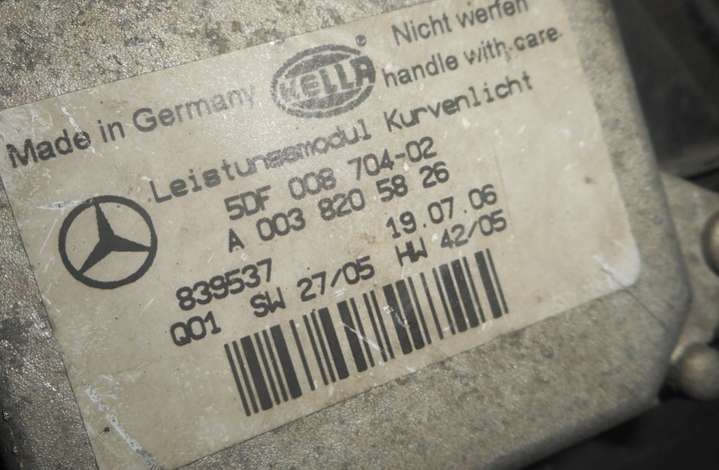 Made in Germany HELLA ® Nicht werfen
handle with care
Leistungsmodul Kurvenlicht
5DF 008 704-02
A 003 820 58 26
839537 19.07.06
Q01 SW 27/05 HW 42/05